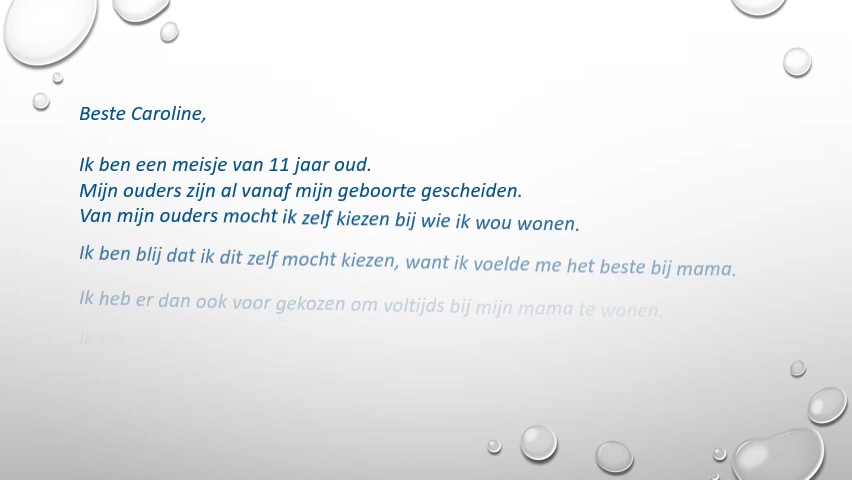 Beste Caroline,
Ik ben een meisje van 11 jaar oud.
Mijn ouders zijn al vanaf mijn geboorte gescheiden.
Van mijn ouders mocht ik zelf kiezen bij wie ik wou wonen.
Ik ben blij dat ik dit zelf mocht kiezen, want ik voelde me het beste bij mama.
Ik heb er dan ook voor gekozen om voltijds bij mijn mama te wonen.
Ik